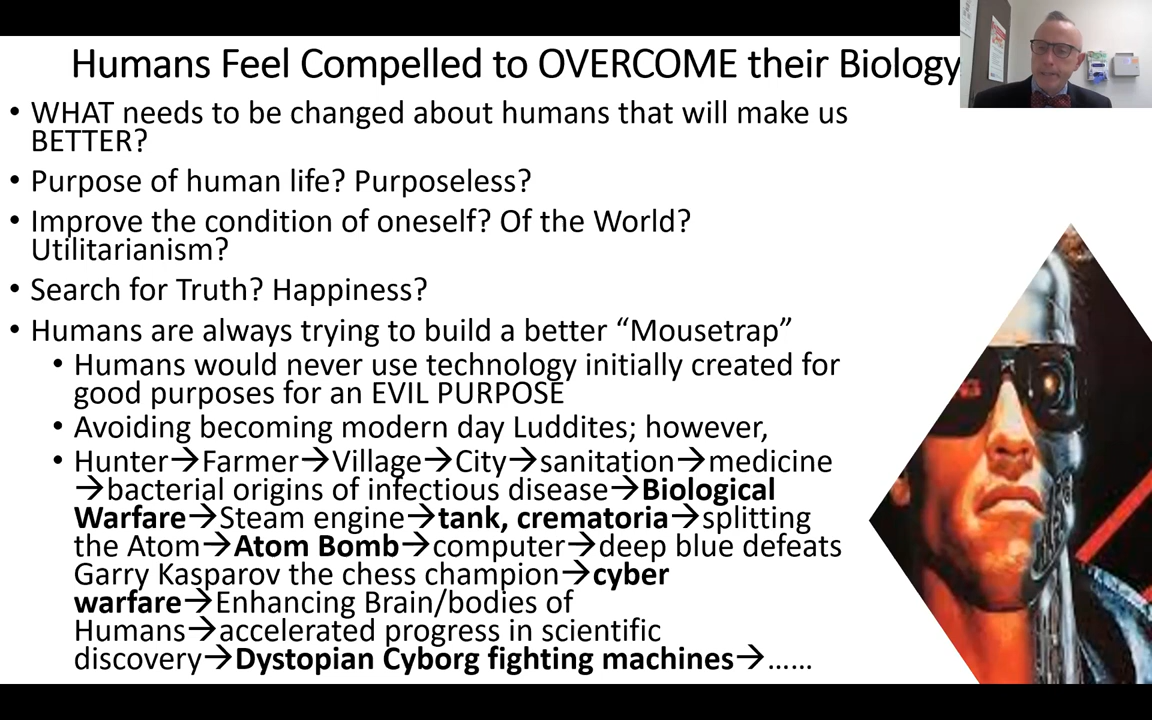 Humans Feel Compelled to OVERCOME their Biology
• WHAT needs to be changed about humans that will make us
BETTER?
• Purpose of human life? Purposeless?
• Improve the condition of oneself? Of the World?
Utilitarianism?
• Search for Truth? Happiness?
• Humans are always trying to build a better “Mousetrap”
• Humans would never use technology initially created for
good purposes for an EVIL PURPOSE
• Avoiding becoming modern day Luddites; however,
• Hunter→Farmer→Village→City→sanitation→medicine
→bacterial origins of infectious disease→Biological
Warfare→Steam engine→tank, crematoria→splitting
the Atom→Atom Bomb→computer→deep blue defeats
Garry Kasparov the chess champion→cyber
warfare→Enhancing Brain/bodies of
Humans→accelerated progress in scientific
discovery→Dystopian Cyborg fighting machines→......